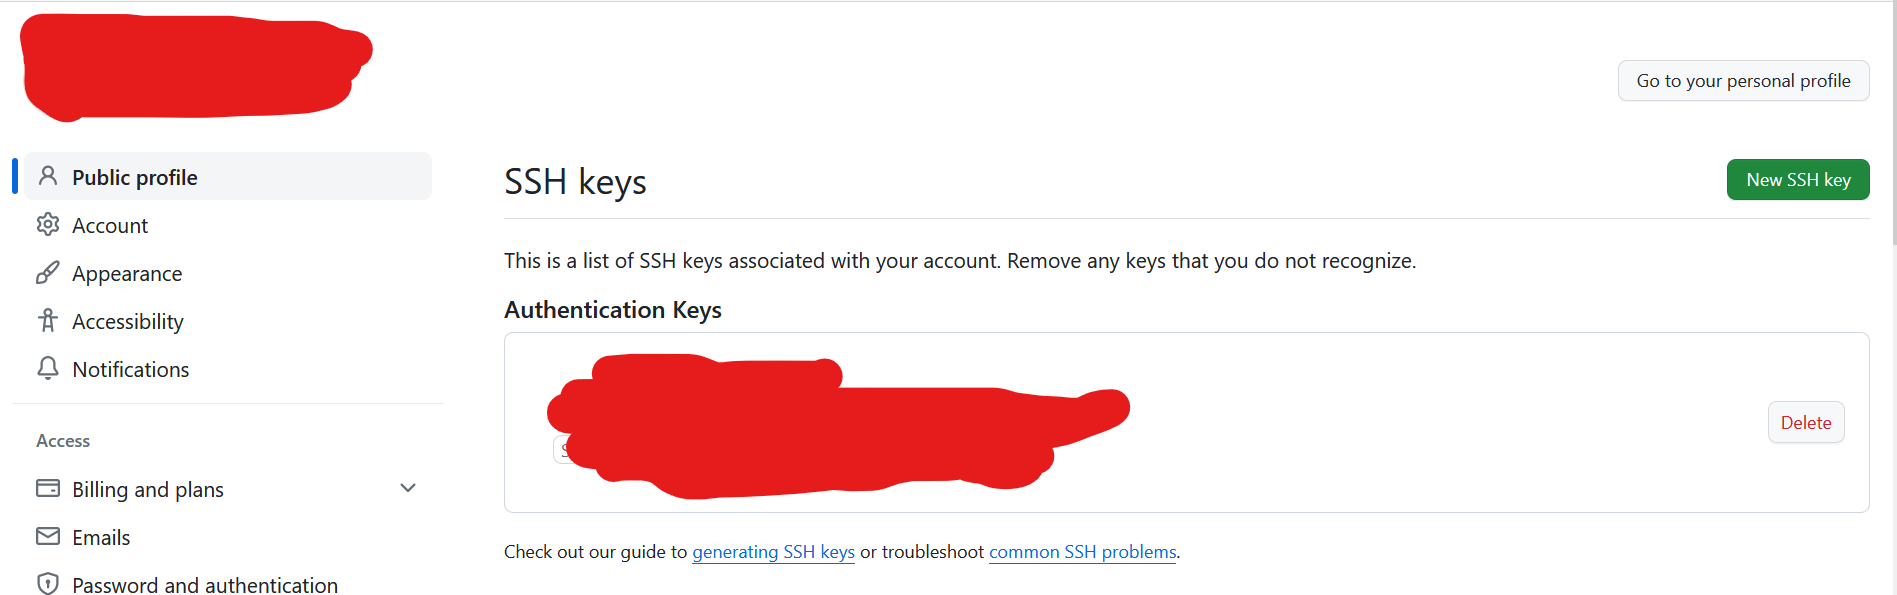 Go to your personal profile
Public profile
Account
Appearance
Accessibility
Notifications
Access
Billing and plans
Emails
Password and authentication
SSH keys
New SSH key
This is a list of SSH keys associated with your account. Remove any keys that you do not recognize.
Authentication Keys
Delete
Check out our guide to generating SSH keys or troubleshoot common SSH problems.